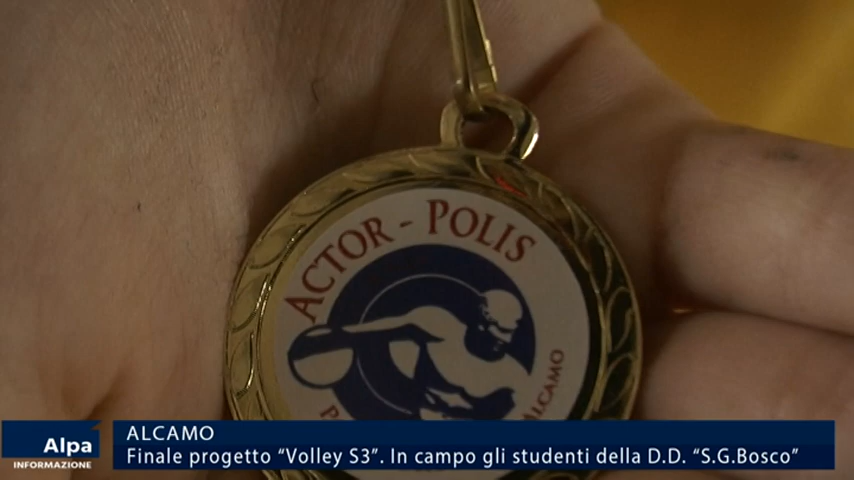 ACTOR - POLIS
ALCAMO
Alpa
INFORMAZIONE
ALCAMO
Finale progetto “Volley S3”. In campo gli studenti della D.D. “S.G.Bosco”